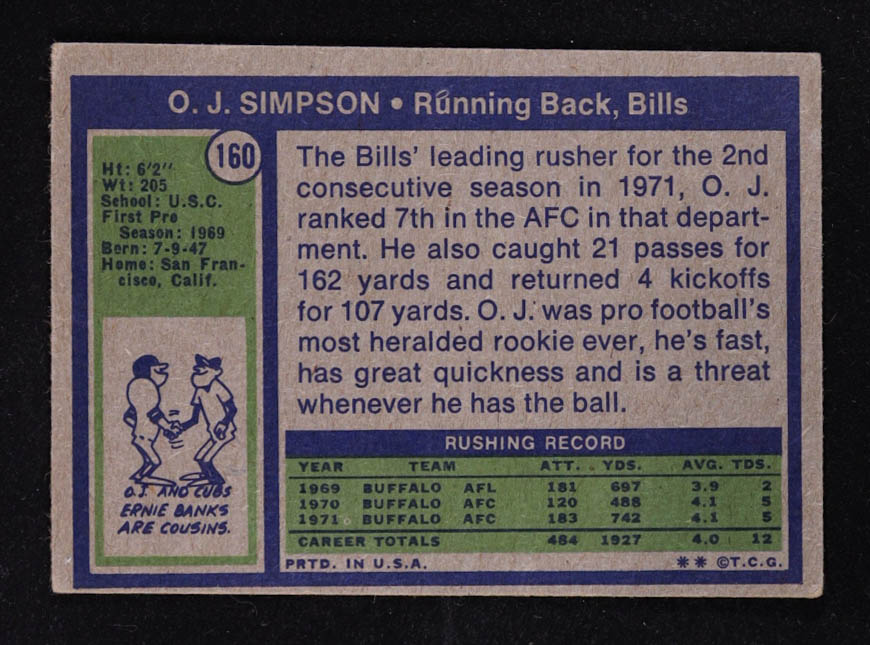 O. J. SIMPSON • Running Back, Bills
160
Ht: 6'2"
Wt: 205
School: U.S.C.
First Pro
Season: 1969
Born: 7-9-47
Home: San Fran-
cisco, Calif.
O.J. AND CUBS
ERNIE BANKS
ARE COUSINS.
The Bills' leading rusher for the 2nd
consecutive season in 1971, O. J.
ranked 7th in the AFC in that depart-
ment. He also caught 21 passes for
162 yards and returned 4 kickoffs
for 107 yards. O. J. was pro football's
most heralded rookie ever, he's fast,
has great quickness and is a threat
whenever he has the ball.
RUSHING RECORD
YEAR TEAM ATT. YDS. AVG. TDS.
1969 BUFFALO AFL 181 697 3.9 2
1970 BUFFALO AFC 120 488 4.1 5
1971 BUFFALO AFC 183 742 4.1 5
CAREER TOTALS 484 1927 4.0 12
PRTD. IN U.S.A. ** ©T.C.G.